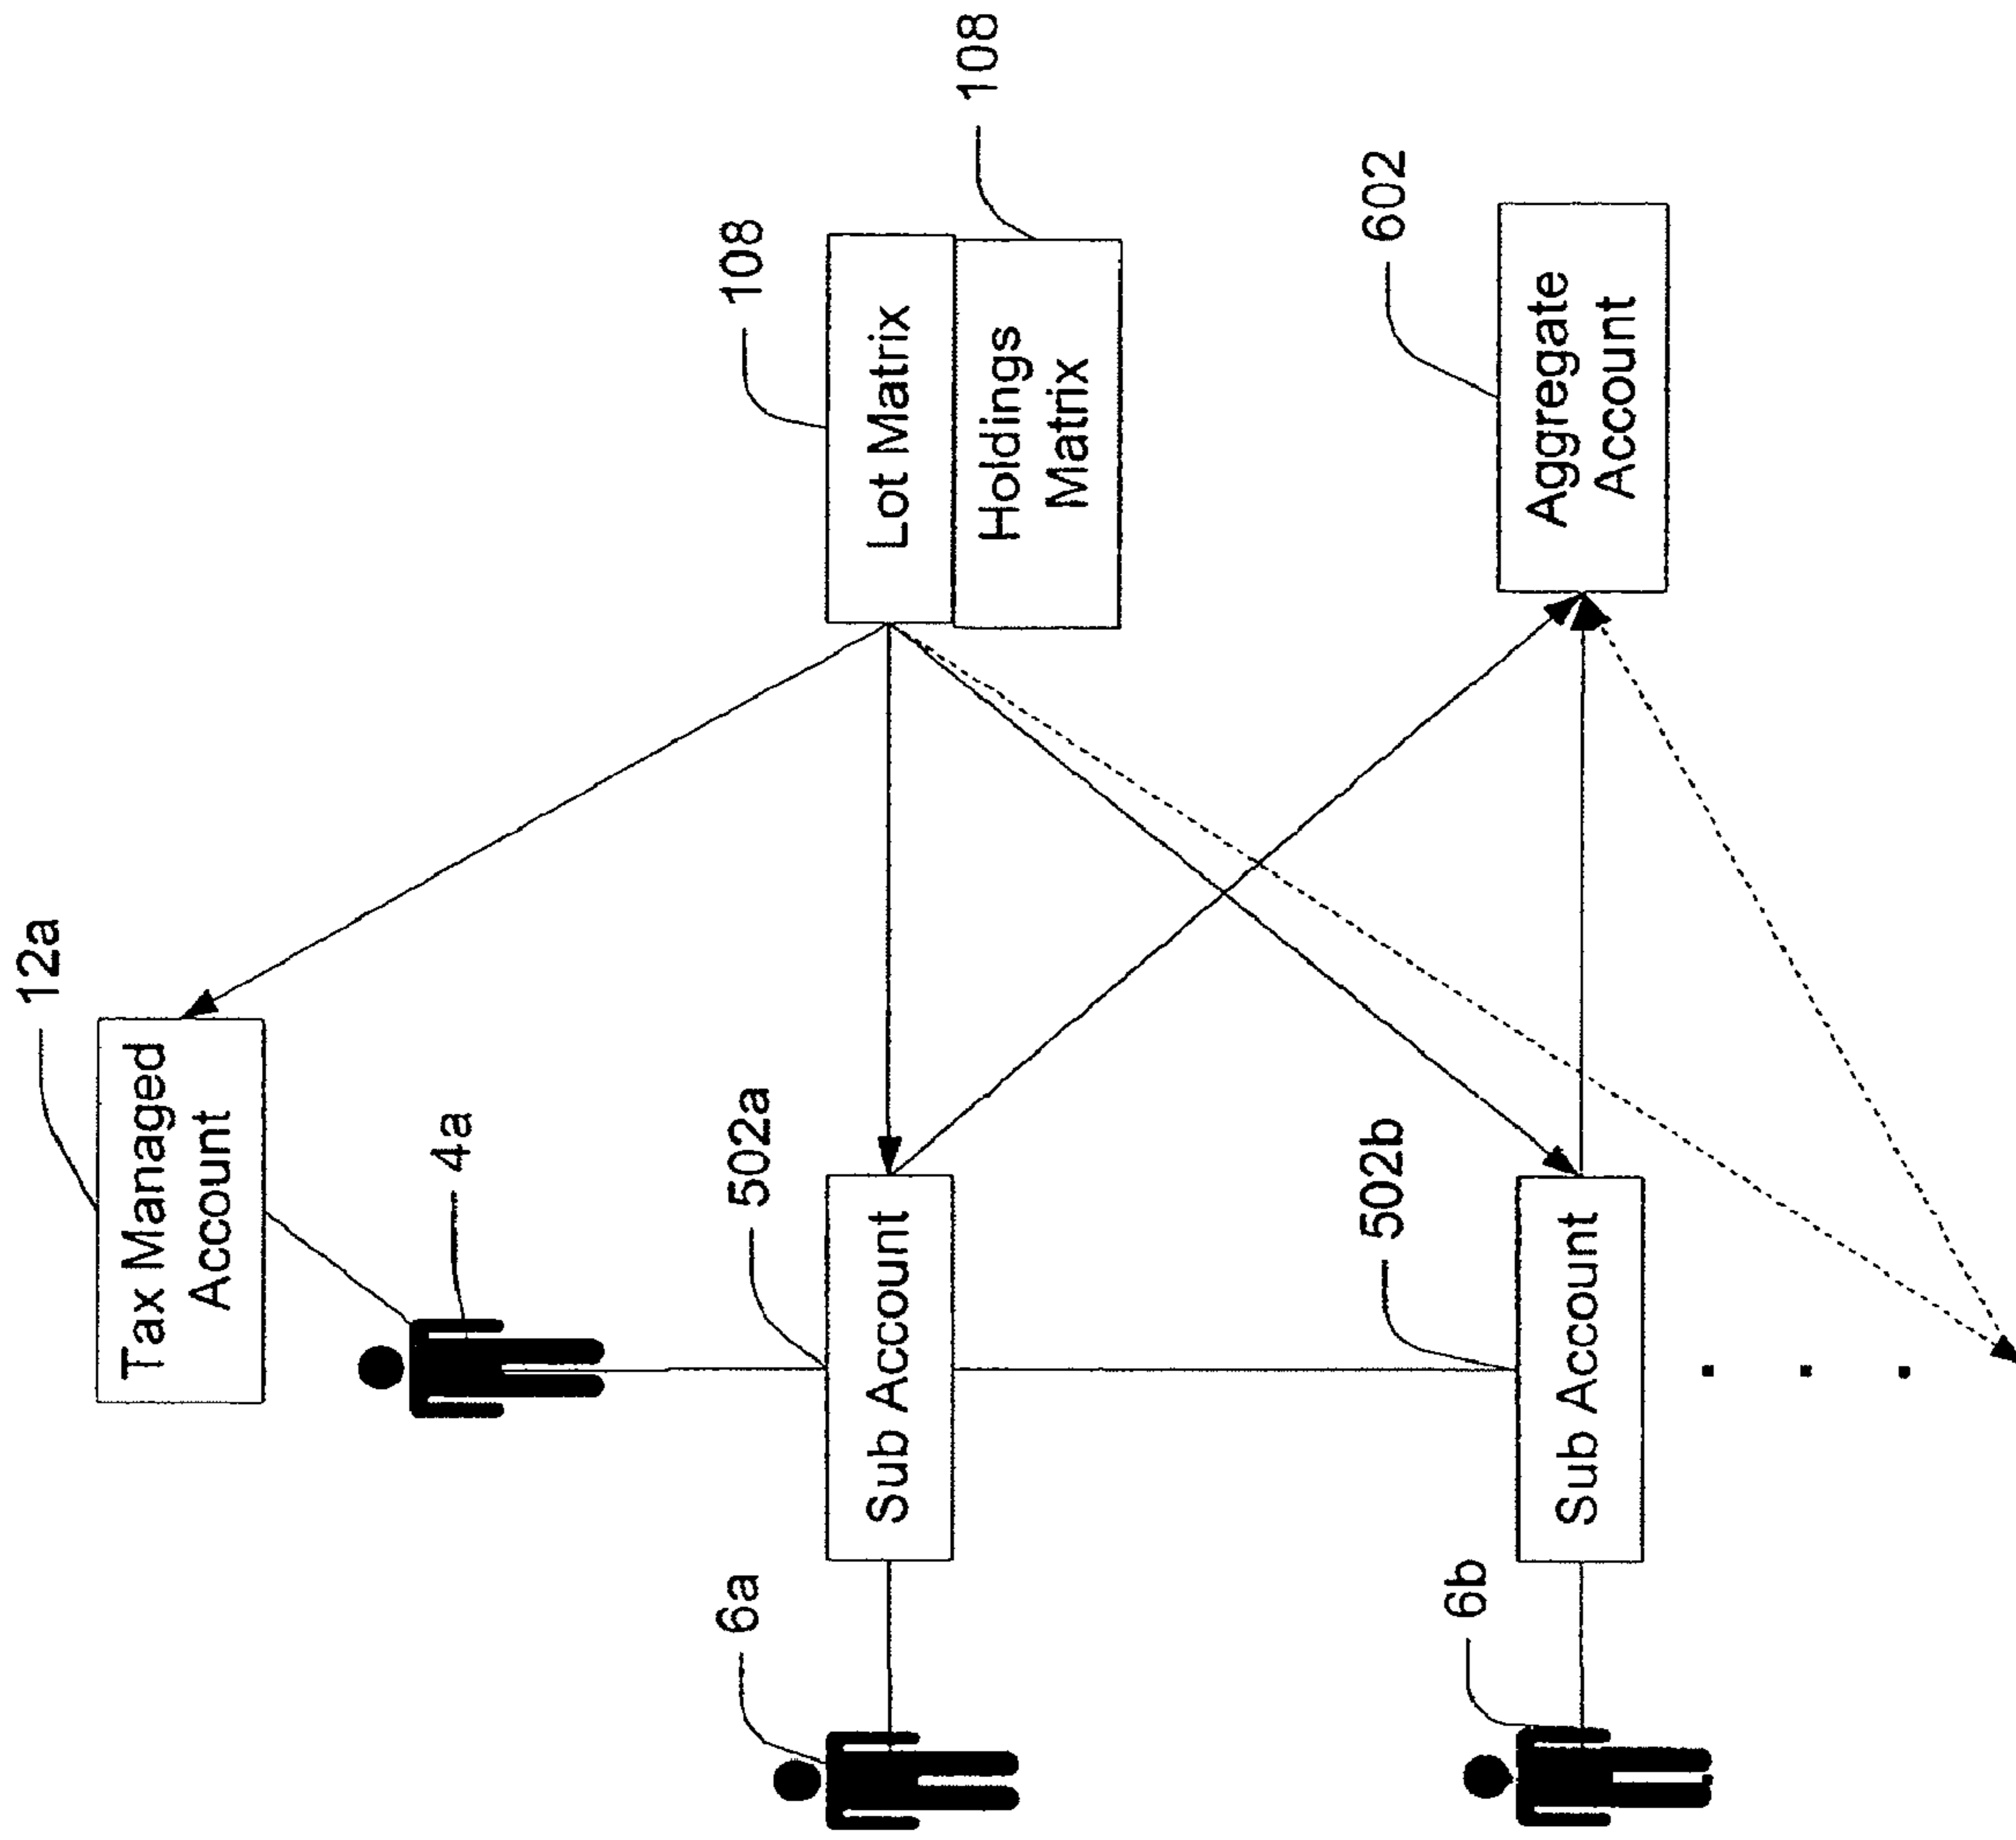 12a
Tax Managed
Account
4a
108
Lot Matrix
108
Holdings
Matrix
502a
Sub Account
6a
602
Aggregate
Account
502b
Sub Account
6b
. . .